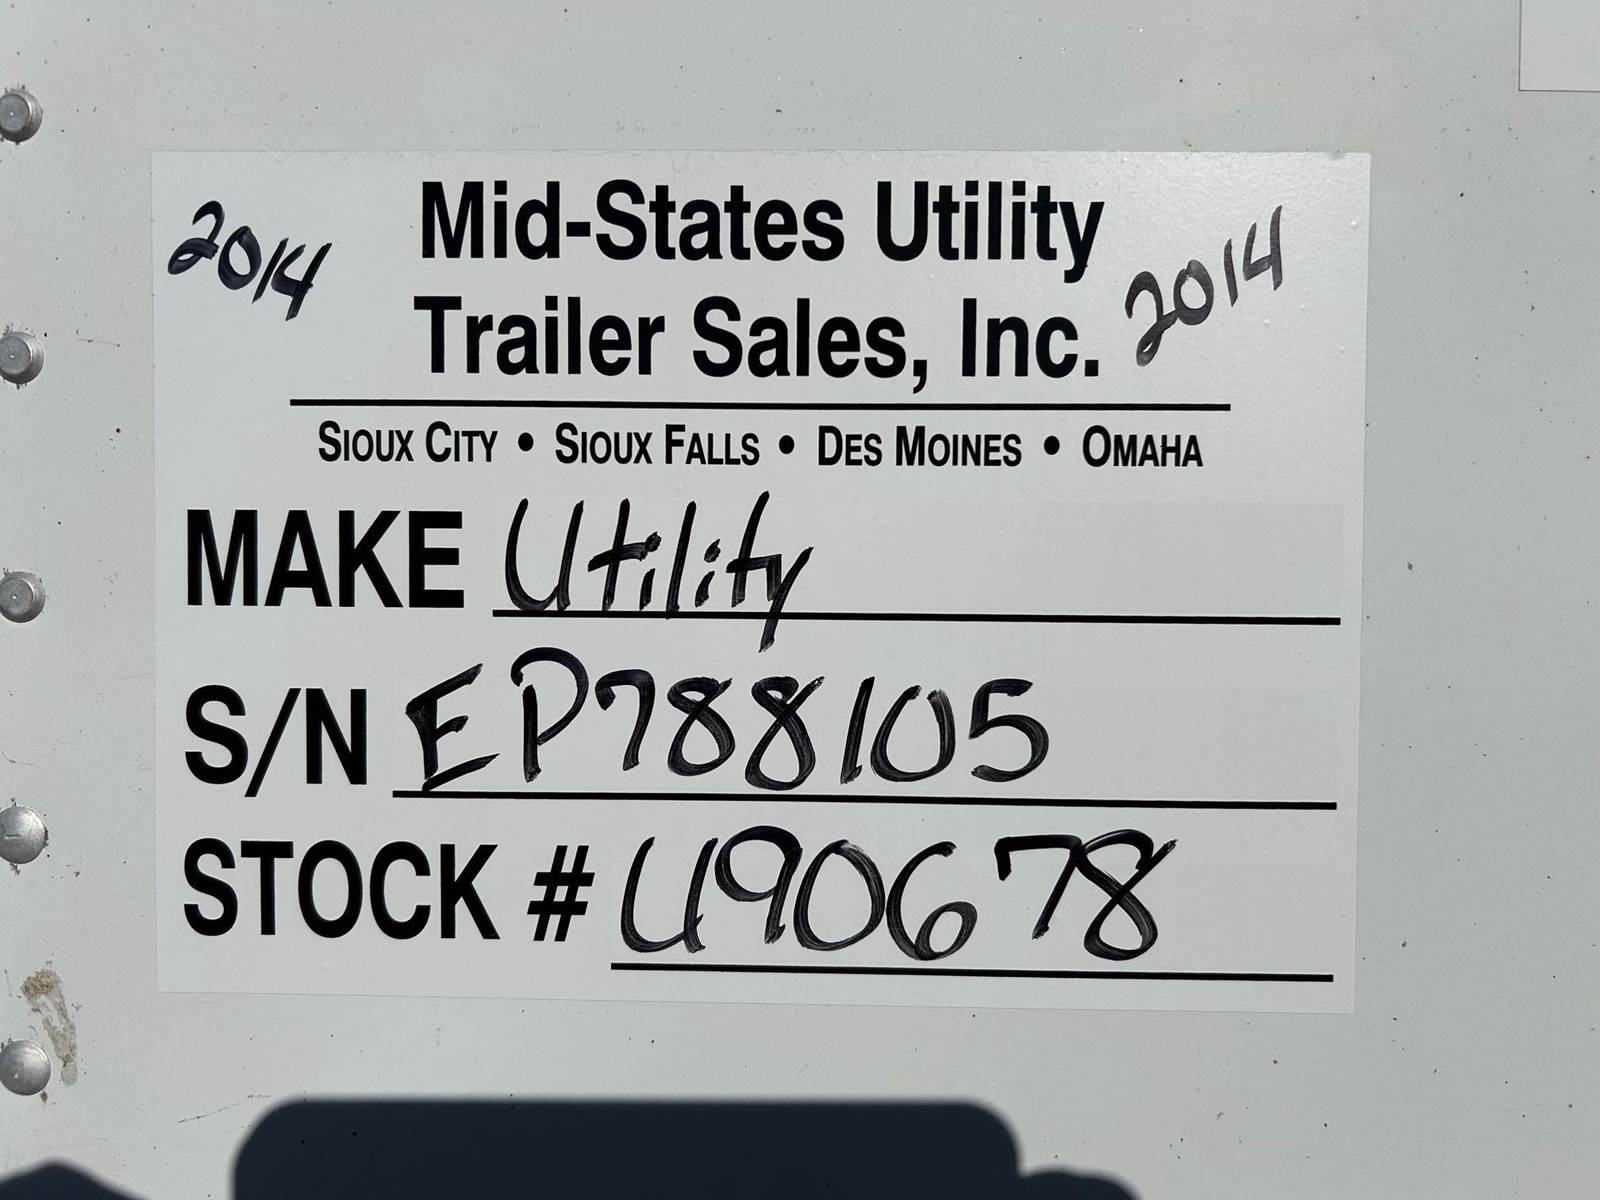 2014
Mid-States Utility
Trailer Sales, Inc.
2014
SIOUX CITY • SIOUX FALLS • DES MOINES • OMAHA
MAKE Utility
S/N EP788105
STOCK # U90678